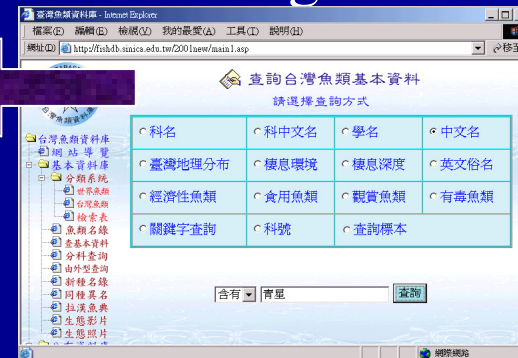 臺灣魚類資料庫 - Internet Explorer
檔案(F) 編輯(E) 檢視(V) 我的最愛(A) 工具(T) 說明(H)
網址(D) http://fishdb.sinica.edu.tw/2001new/main1.asp 移至
查詢台灣魚類基本資料
請選擇查詢方式
科名 科中文名 學名 中文名
臺灣地理分布 棲息環境 棲息深度 英文俗名
經濟性魚類 食用魚類 觀賞魚類 有毒魚類
關鍵字查詢 科號 查詢標本
含有 青星 查詢
台灣魚類資料庫
網站導覽
基本資料庫
分類系統
世界魚類
台灣魚類
檢索表
魚類名錄
查基本資料
分科查詢
由外型查詢
新種名錄
同種異名
拉漢魚典
生態影片
生態照片
網際網路